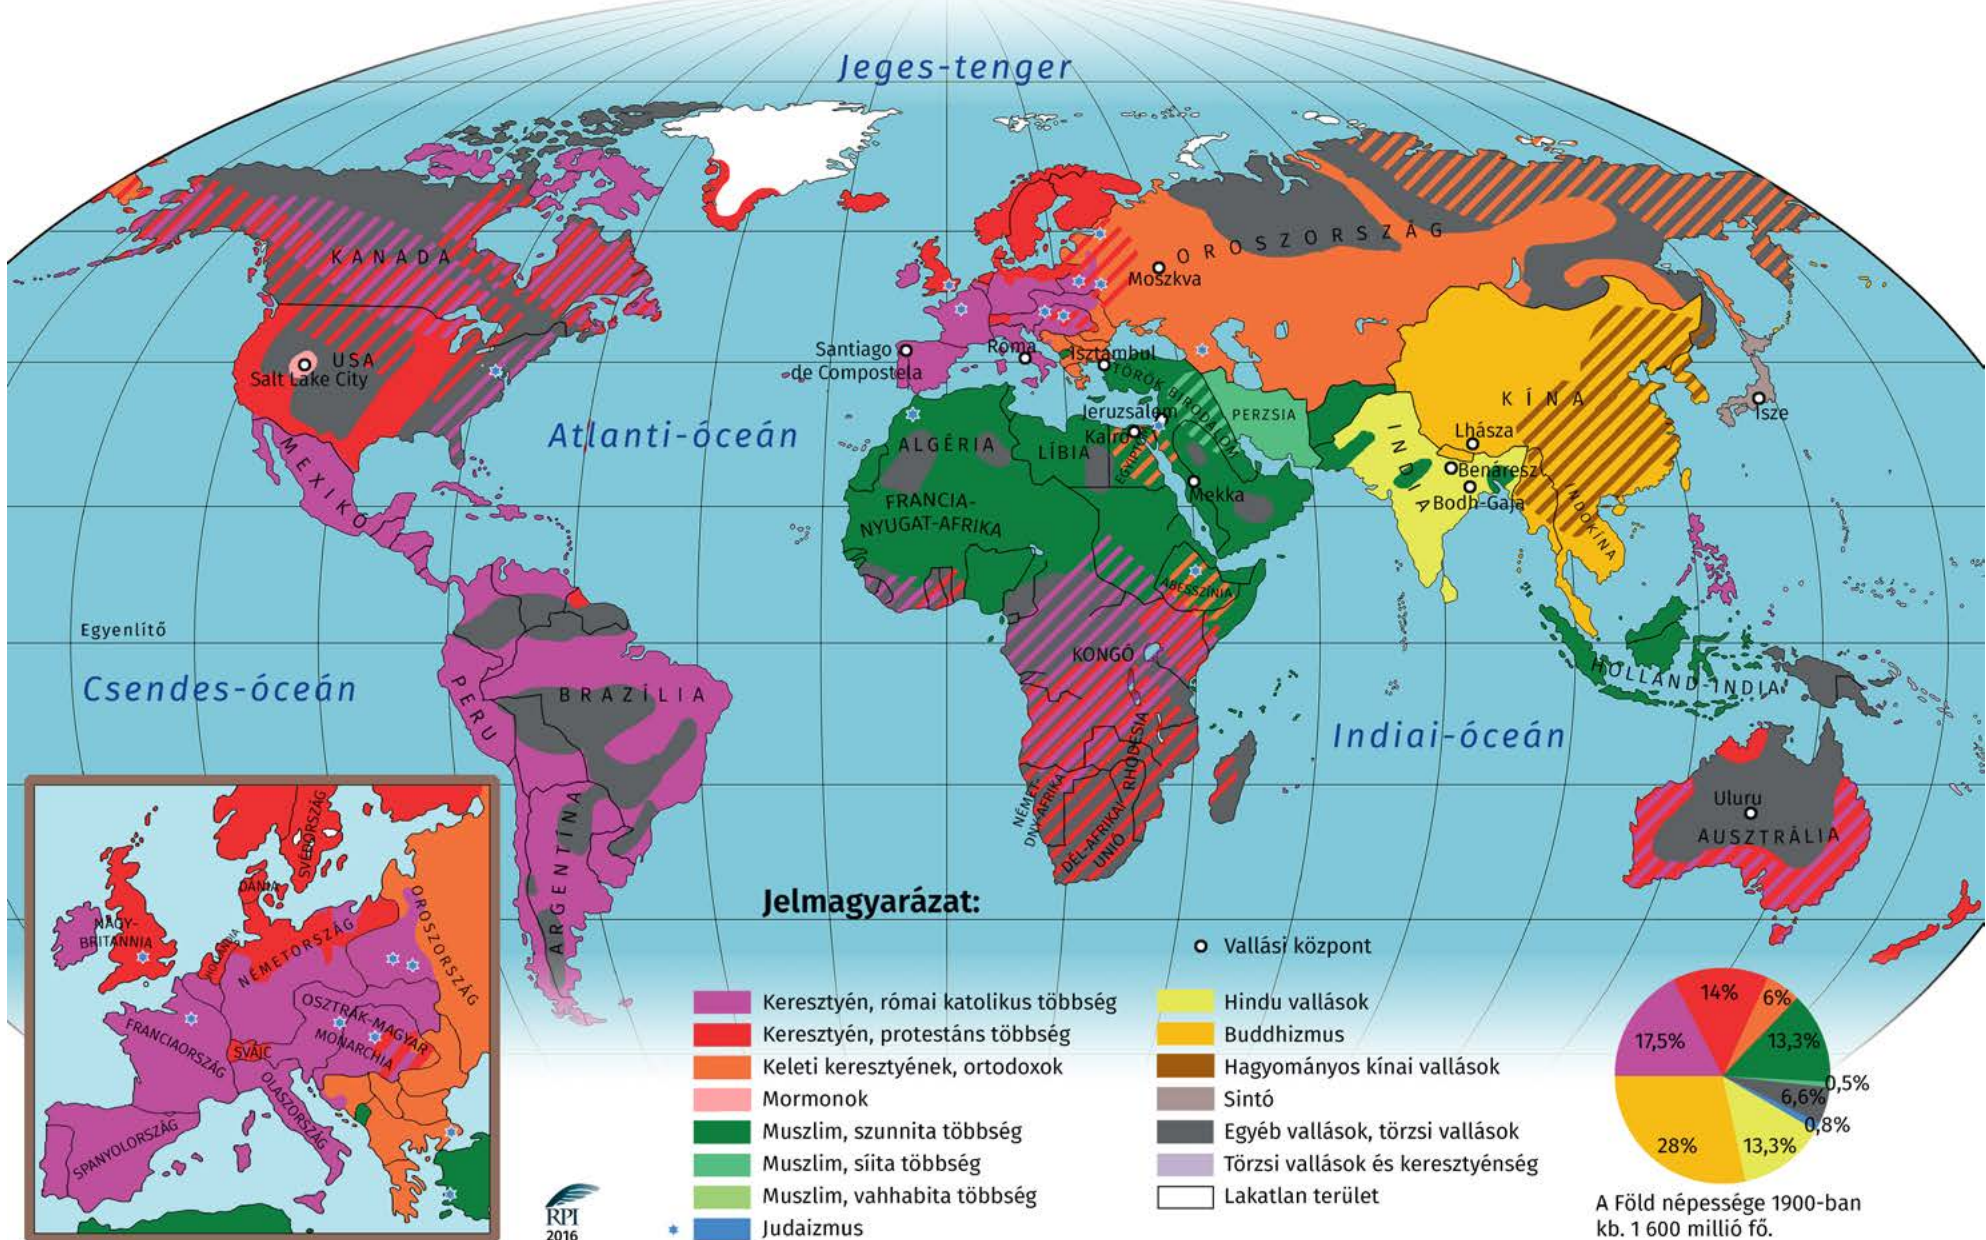 Jeges-tenger
KANADA
USA
Salt Lake City
MEXIKÓ
Atlanti-óceán
Egyenlítő
Csendes-óceán
PERU
BRAZÍLIA
ARGENTÍNA
OROSZORSZÁG
Moszkva
Santiago
de Compostela
Róma
Isztambul
TÖRÖK BIRODALOM
PERZSIA
Jeruzsálem
Kairó
EGYIPTOM
Mekka
ALGÉRIA
LÍBIA
FRANCIA-
NYUGAT-AFRIKA
ABESSZÍNIA
KONGÓ
RHODESIA
NÉMET-
DNY-AFRIKA
DÉL-AFRIKAI
UNIÓ
KÍNA
Lhásza
INDIA
Benáresz
Bodh-Gaja
INDOKÍNA
Isze
HOLLAND-INDIA
Indiai-óceán
Uluru
AUSZTRÁLIA
SVÉDORSZÁG
DÁNIA
NAGY-
BRITANNIA
HOLLANDIA
NÉMETORSZÁG
OROSZORSZÁG
OSZTRÁK-MAGYAR
MONARCHIA
FRANCIAORSZÁG
SVÁJC
OLASZORSZÁG
SPANYOLORSZÁG
Jelmagyarázat:
Vallási központ
Keresztyén, római katolikus többség
Keresztyén, protestáns többség
Keleti keresztyének, ortodoxok
Mormonok
Muszlim, szunnita többség
Muszlim, síita többség
Muszlim, vahhabita többség
Judaizmus
Hindu vallások
Buddhizmus
Hagyományos kínai vallások
Sintó
Egyéb vallások, törzsi vallások
Törzsi vallások és keresztyénség
Lakatlan terület
RPI
2016
14%
6%
17,5%
13,3%
0,5%
6,6%
0,8%
28%
13,3%
A Föld népessége 1900-ban
kb. 1 600 millió fő.